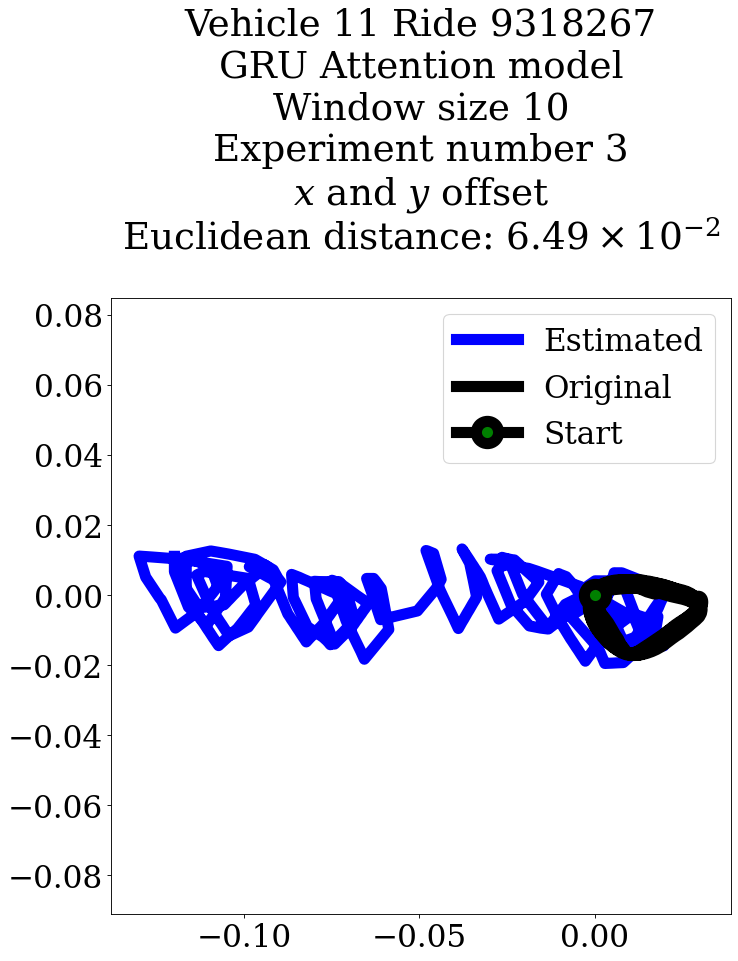 Vehicle 11 Ride 9318267
GRU Attention model
Window size 10
Experiment number 3
x and y offset
Euclidean distance: 6.49 × 10⁻²
Estimated
Original
Start
0.08
0.06
0.04
0.02
0.00
−0.02
−0.04
−0.06
−0.08
−0.10 −0.05 0.00